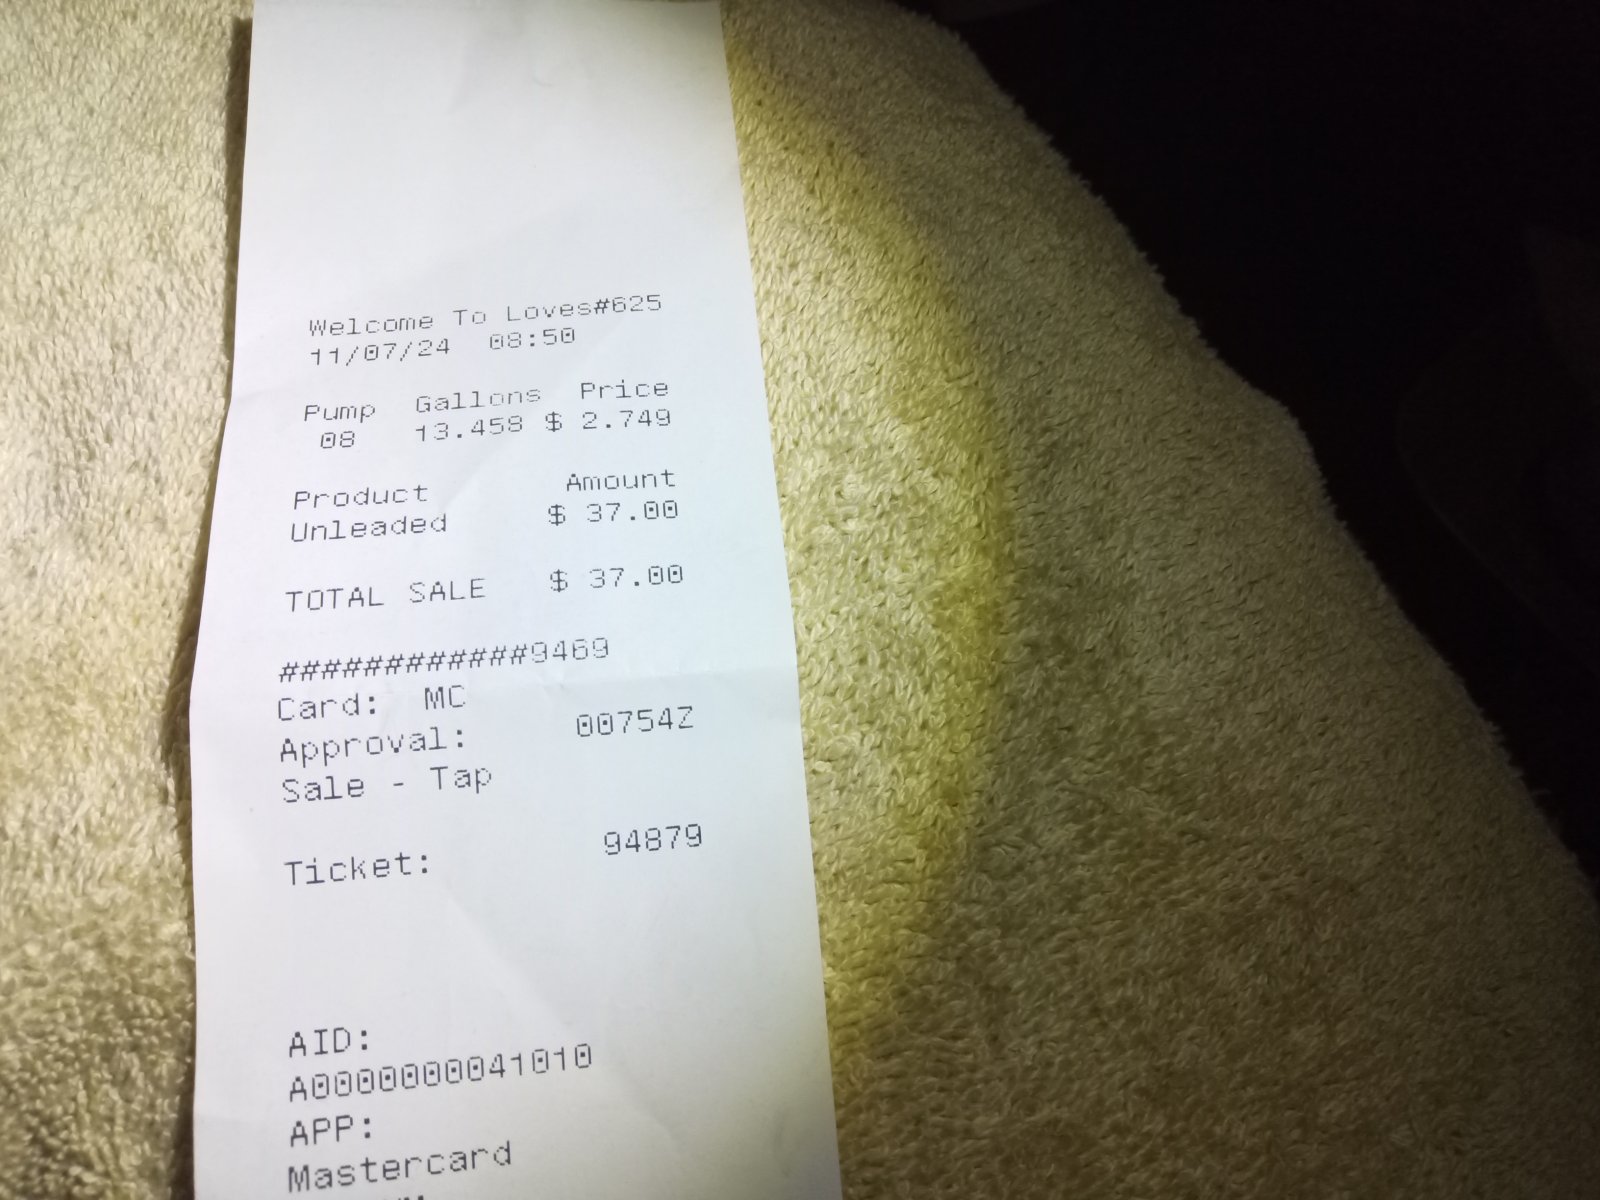 Welcome To Loves#625
11/07/24 08:50
Pump Gallons Price
08 13.458 $ 2.749
Product Amount
Unleaded $ 37.00
TOTAL SALE $ 37.00
############9469
Card: MC
Approval: 00754Z
Sale - Tap
Ticket: 94879
AID:
A0000000041010
APP:
Mastercard